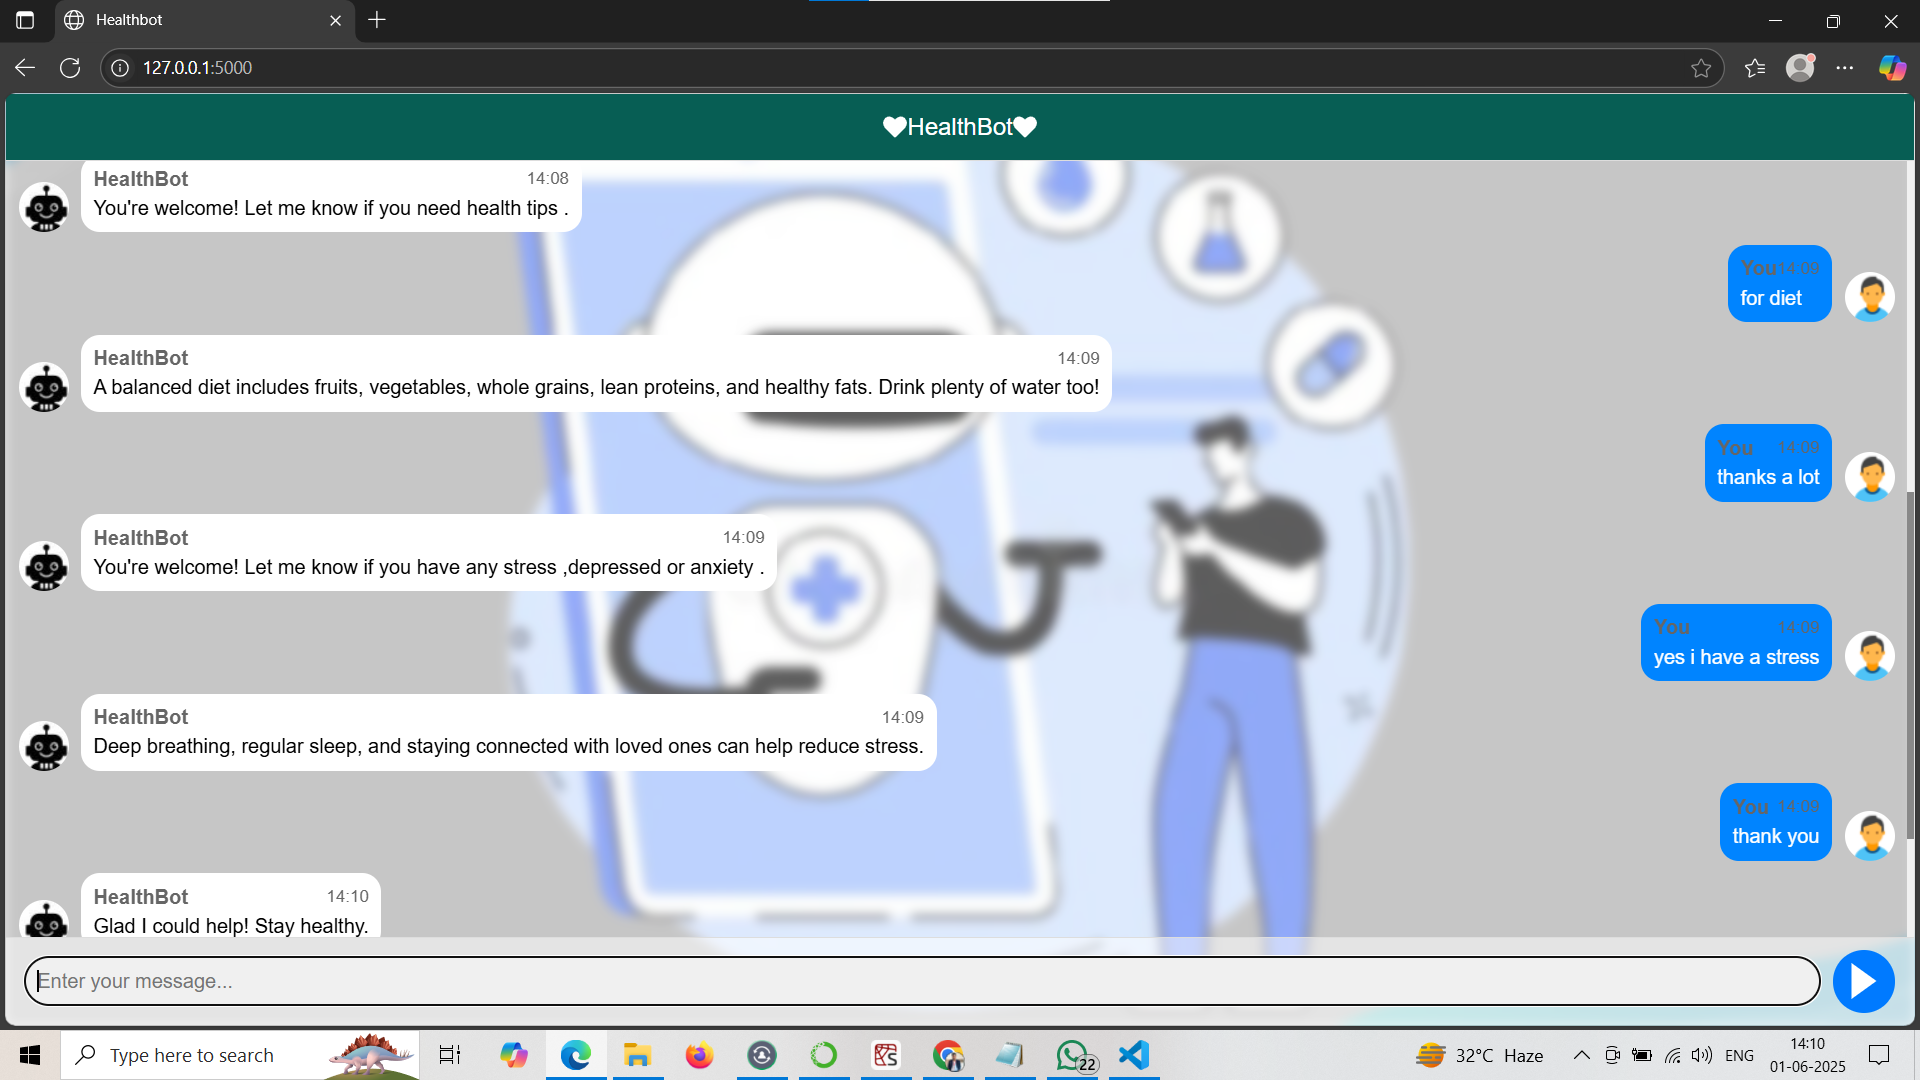 Healthbot
127.0.0.1:5000
HealthBot
HealthBot 14:08
You're welcome! Let me know if you need health tips .
You 14:09
for diet
HealthBot 14:09
A balanced diet includes fruits, vegetables, whole grains, lean proteins, and healthy fats. Drink plenty of water too!
You 14:09
thanks a lot
HealthBot 14:09
You're welcome! Let me know if you have any stress ,depressed or anxiety .
You 14:09
yes i have a stress
HealthBot 14:09
Deep breathing, regular sleep, and staying connected with loved ones can help reduce stress.
You 14:09
thank you
HealthBot 14:10
Glad I could help! Stay healthy.
Enter your message...
Type here to search
22
32°C Haze
ENG
14:10
01-06-2025